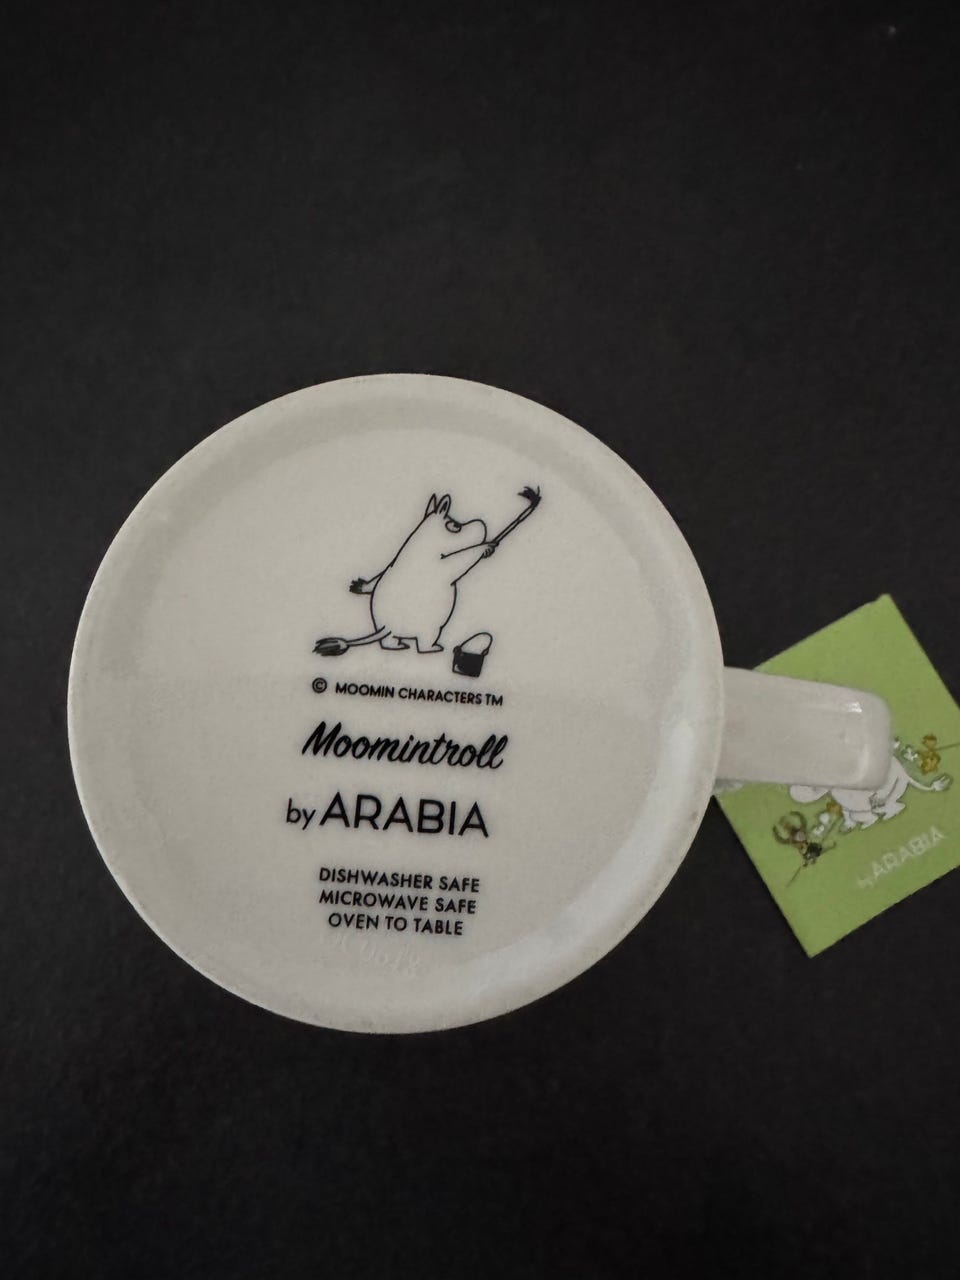 © MOOMIN CHARACTERS TM
Moomintroll
by ARABIA
DISHWASHER SAFE
MICROWAVE SAFE
OVEN TO TABLE
by ARABIA